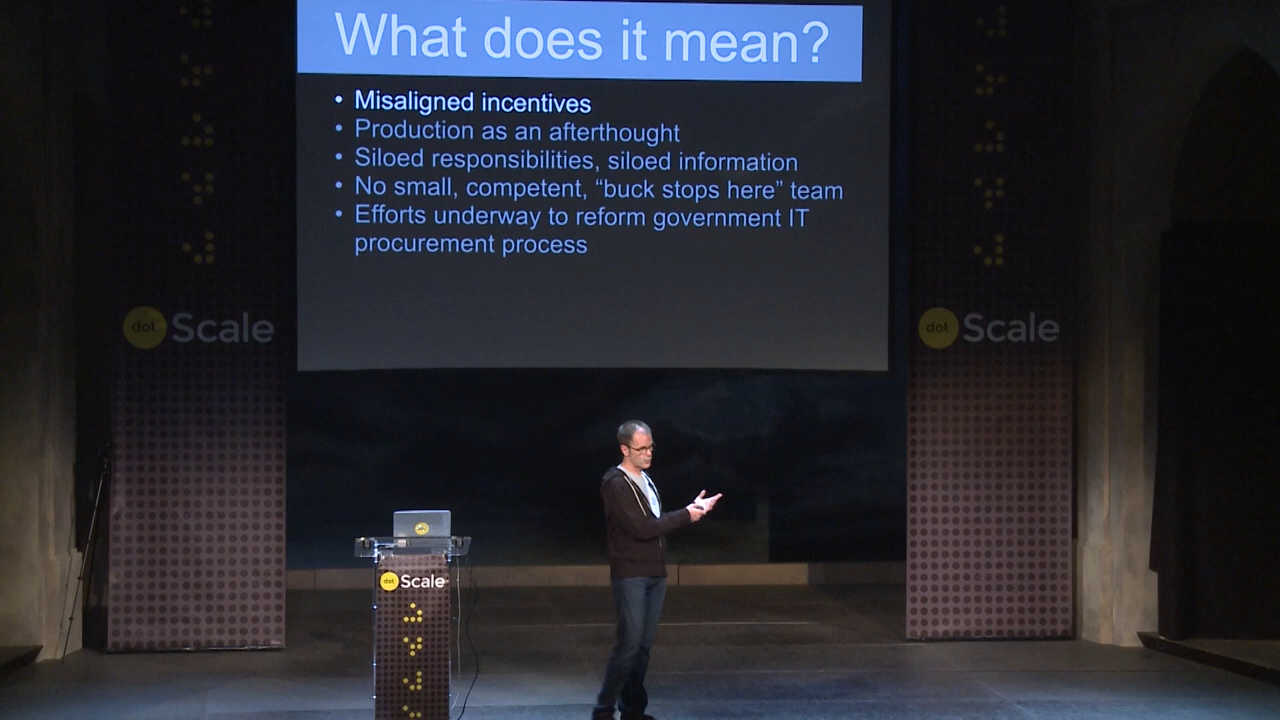 What does it mean?
• Misaligned incentives
• Production as an afterthought
• Siloed responsibilities, siloed information
• No small, competent, “buck stops here” team
• Efforts underway to reform government IT
procurement process
dot Scale
dot Scale
dot Scale